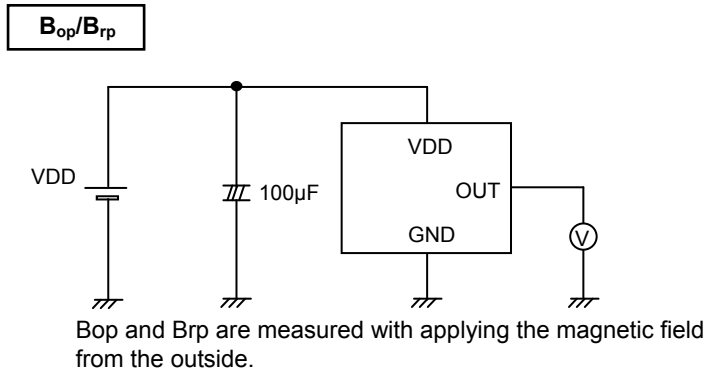 Bop/Brp
VDD
100µF
VDD
OUT
GND
V
Bop and Brp are measured with applying the magnetic field
from the outside.